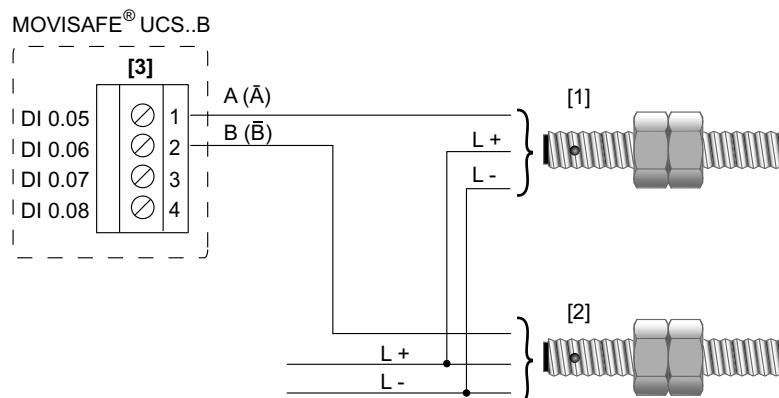 MOVISAFE® UCS..B
[3]
DI 0.05 1 A (Ā)
DI 0.06 2 B (B̄)
DI 0.07 3
DI 0.08 4
[1]
L +
L -
[2]
L +
L -